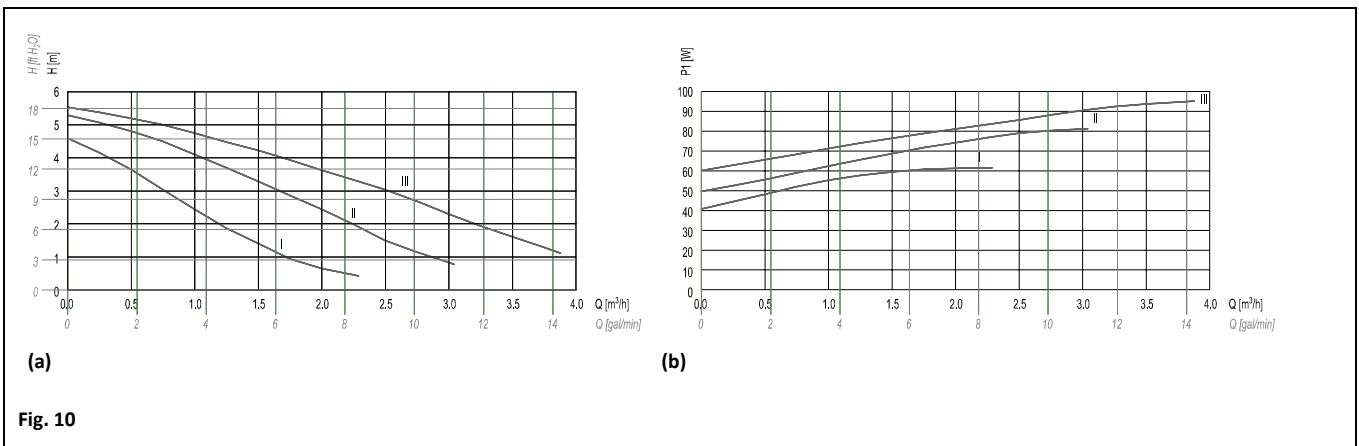 H [ft H₂O]
H [m]
6
18
5
15
4
12
3
9
2
6
1
3
0
0
I
II
III
0.0 0.5 1.0 1.5 2.0 2.5 3.0 3.5 4.0 Q [m³/h]
0 2 4 6 8 10 12 14 Q [gal/min]
(a)
P1 [W]
100
90
80
70
60
50
40
30
20
10
0
III
II
I
0.0 0.5 1.0 1.5 2.0 2.5 3.0 3.5 4.0 Q [m³/h]
0 2 4 6 8 10 12 14 Q [gal/min]
(b)
Fig. 10